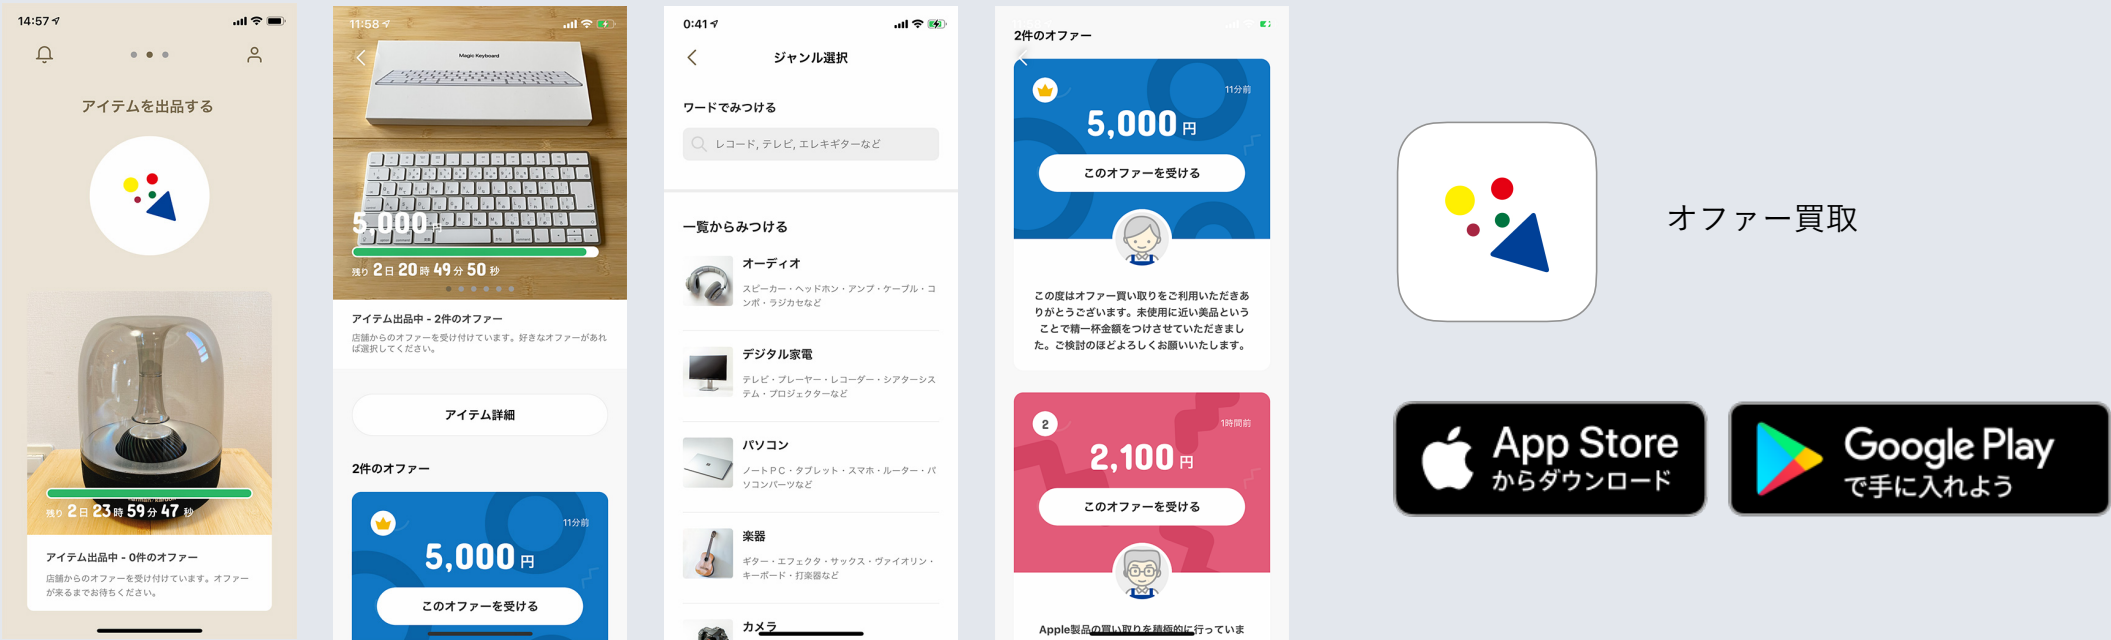 14:57
アイテムを出品する
残り 2日 23時 59分 47秒
アイテム出品中 - 0件のオファー
店舗からのオファーを受け付けています。オファー
が来るまでお待ちください。
11:58
Magic Keyboard
5,000円
残り 2日 20時 49分 50秒
アイテム出品中 - 2件のオファー
店舗からのオファーを受け付けています。好きなオファーがあれ
ば選択してください。
アイテム詳細
2件のオファー
11分前
5,000円
このオファーを受ける
0:41
ジャンル選択
ワードでみつける
レコード, テレビ, エレキギターなど
一覧からみつける
オーディオ
スピーカー・ヘッドホン・アンプ・ケーブル・コ
ンポ・ラジカセなど
デジタル家電
テレビ・プレーヤー・レコーダー・シアターシス
テム・プロジェクターなど
パソコン
ノートPC・タブレット・スマホ・ルーター・パ
ソコンパーツなど
楽器
ギター・エフェクタ・サックス・ヴァイオリン・
キーボード・打楽器など
カメラ
2件のオファー
11分前
5,000円
このオファーを受ける
この度はオファー買い取りをご利用いただきあ
りがとうございます。未使用に近い美品という
ことで精一杯金額をつけさせていただきまし
た。ご検討のほどよろしくお願いいたします。
2
1時間前
2,100円
このオファーを受ける
Apple製品の買い取りを積極的に行っていま
オファー買取
App Store
からダウンロード
Google Play
で手に入れよう